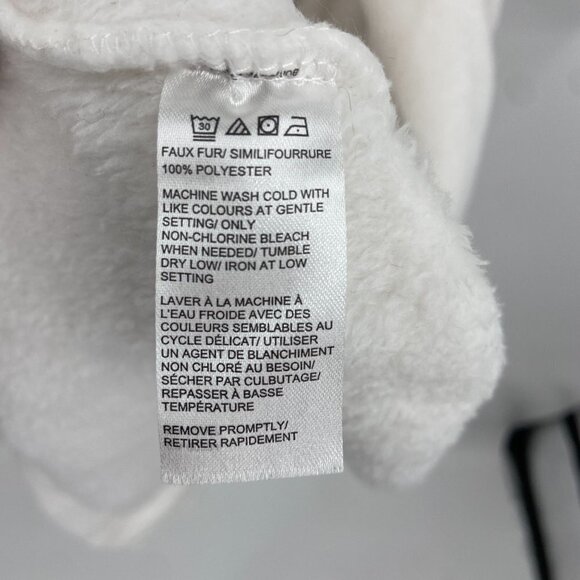 30
FAUX FUR/ SIMILIFOURRURE
100% POLYESTER
MACHINE WASH COLD WITH
LIKE COLOURS AT GENTLE
SETTING/ ONLY
NON-CHLORINE BLEACH
WHEN NEEDED/ TUMBLE
DRY LOW/ IRON AT LOW
SETTING
LAVER À LA MACHINE À
L'EAU FROIDE AVEC DES
COULEURS SEMBLABLES AU
CYCLE DÉLICAT/ UTILISER
UN AGENT DE BLANCHIMENT
NON CHLORÉ AU BESOIN/
SÉCHER PAR CULBUTAGE/
REPASSER À BASSE
TEMPÉRATURE
REMOVE PROMPTLY/
RETIRER RAPIDEMENT